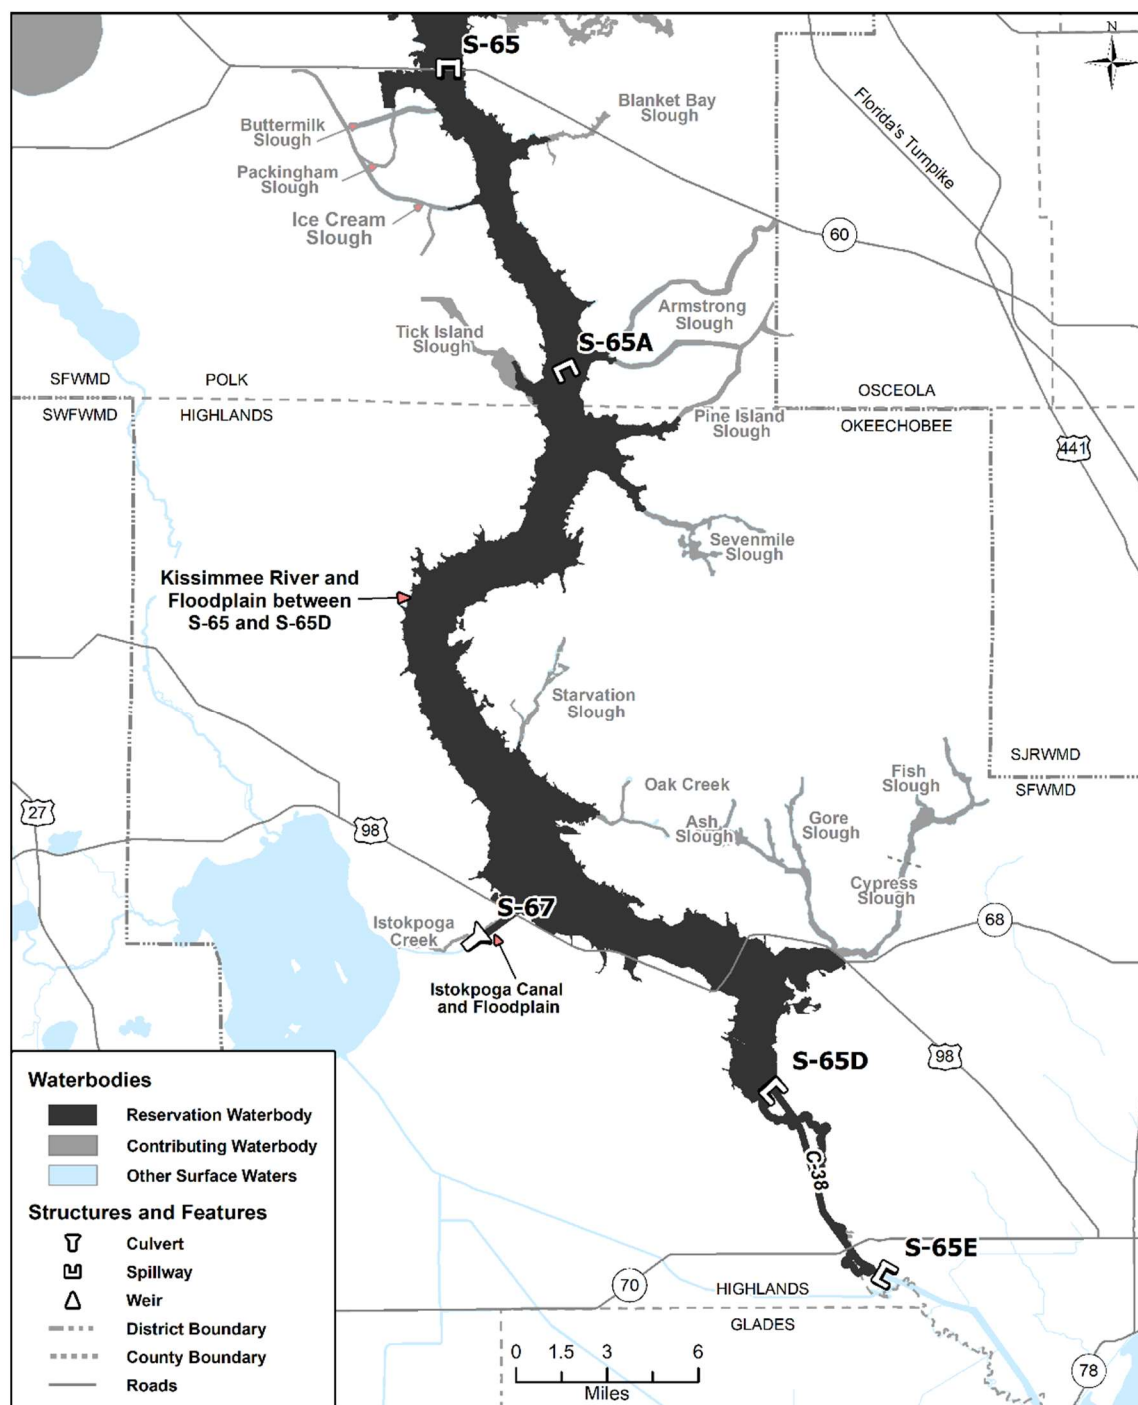 S-65
N
Blanket Bay
Slough
Buttermilk
Slough
Florida's Turnpike
Packingham
Slough
Ice Cream
Slough
60
Armstrong
Slough
Tick Island
Slough
S-65A
SFWMD
POLK
SWFWMD
HIGHLANDS
OSCEOLA
OKEECHOBEE
Pine Island
Slough
441
Sevenmile
Slough
Kissimmee River and
Floodplain between
S-65 and S-65D
Starvation
Slough
SJRWMD
SFWMD
Fish
Slough
Oak Creek
27
98
Ash
Slough
Gore
Slough
Cypress
Slough
S-67
Istokpoga
Creek
68
Istokpoga Canal
and Floodplain
98
S-65D
C-38
S-65E
70
HIGHLANDS
GLADES
78
0 1.5 3 6
Miles
Waterbodies
Reservation Waterbody
Contributing Waterbody
Other Surface Waters
Structures and Features
Culvert
Spillway
Weir
District Boundary
County Boundary
Roads